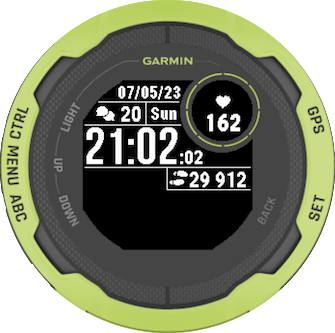 GARMIN
07/05/23
20 Sun
162
21:02:02
29 912
LIGHT
CTRL
UP
MENU
DOWN
ABC
GPS
BACK
SET